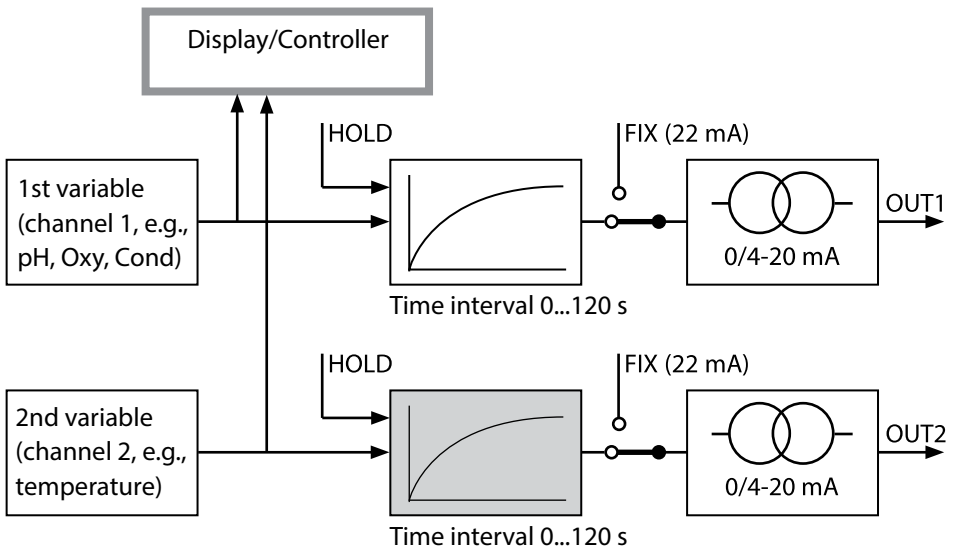 Display/Controller
HOLD
FIX (22 mA)
1st variable
(channel 1, e.g.,
pH, Oxy, Cond)
OUT1
0/4-20 mA
Time interval 0...120 s
HOLD
FIX (22 mA)
2nd variable
(channel 2, e.g.,
temperature)
OUT2
0/4-20 mA
Time interval 0...120 s